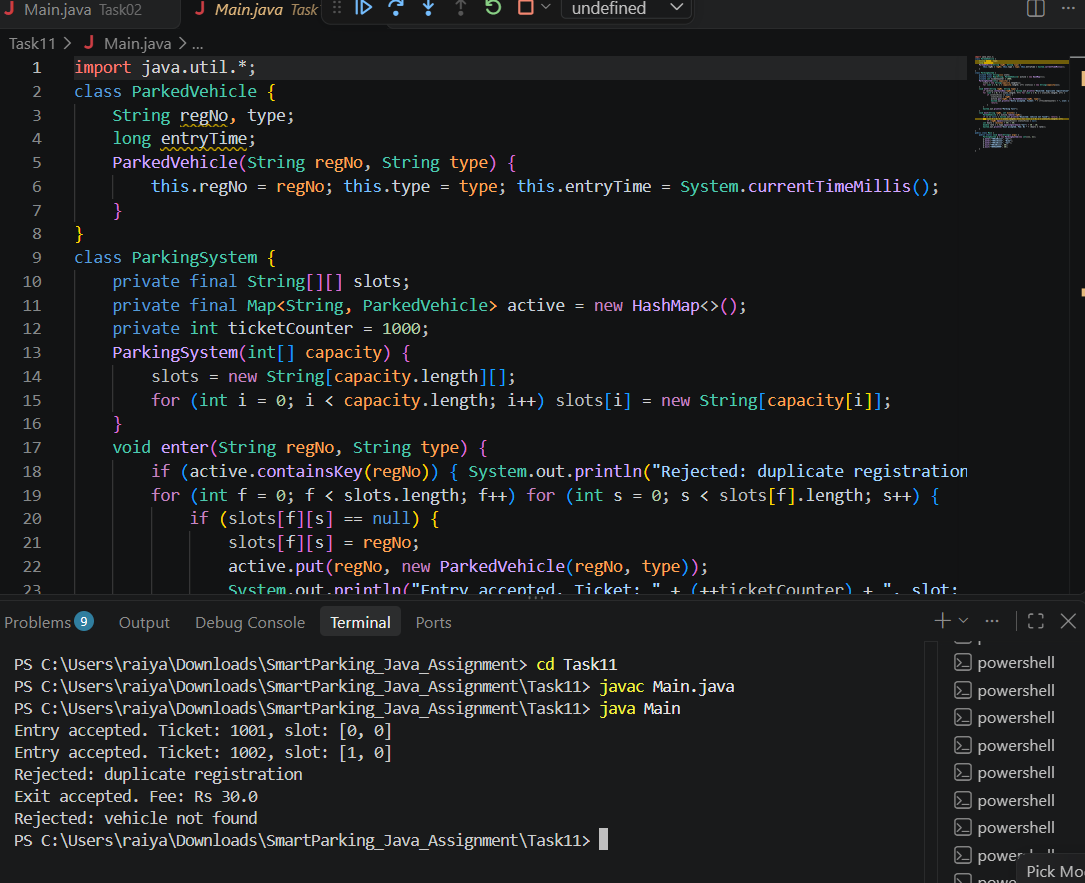 Main.java Task02
Main.java Task
undefined
Task11 > Main.java > ...
1 import java.util.*;
2 class ParkedVehicle {
3 String regNo, type;
4 long entryTime;
5 ParkedVehicle(String regNo, String type) {
6 this.regNo = regNo; this.type = type; this.entryTime = System.currentTimeMillis();
7 }
8 }
9 class ParkingSystem {
10 private final String[][] slots;
11 private final Map<String, ParkedVehicle> active = new HashMap<>();
12 private int ticketCounter = 1000;
13 ParkingSystem(int[] capacity) {
14 slots = new String[capacity.length][];
15 for (int i = 0; i < capacity.length; i++) slots[i] = new String[capacity[i]];
16 }
17 void enter(String regNo, String type) {
18 if (active.containsKey(regNo)) { System.out.println("Rejected: duplicate registration
19 for (int f = 0; f < slots.length; f++) for (int s = 0; s < slots[f].length; s++) {
20 if (slots[f][s] == null) {
21 slots[f][s] = regNo;
22 active.put(regNo, new ParkedVehicle(regNo, type));
23 System.out.println("Entry accepted. Ticket: " + (++ticketCounter) + ", slot:
Problems 9 Output Debug Console Terminal Ports
PS C:\Users\raiya\Downloads\SmartParking_Java_Assignment> cd Task11
PS C:\Users\raiya\Downloads\SmartParking_Java_Assignment\Task11> javac Main.java
PS C:\Users\raiya\Downloads\SmartParking_Java_Assignment\Task11> java Main
Entry accepted. Ticket: 1001, slot: [0, 0]
Entry accepted. Ticket: 1002, slot: [1, 0]
Rejected: duplicate registration
Exit accepted. Fee: Rs 30.0
Rejected: vehicle not found
PS C:\Users\raiya\Downloads\SmartParking_Java_Assignment\Task11>
powershell
powershell
powershell
powershell
powershell
powershell
powershell
Pick Mo